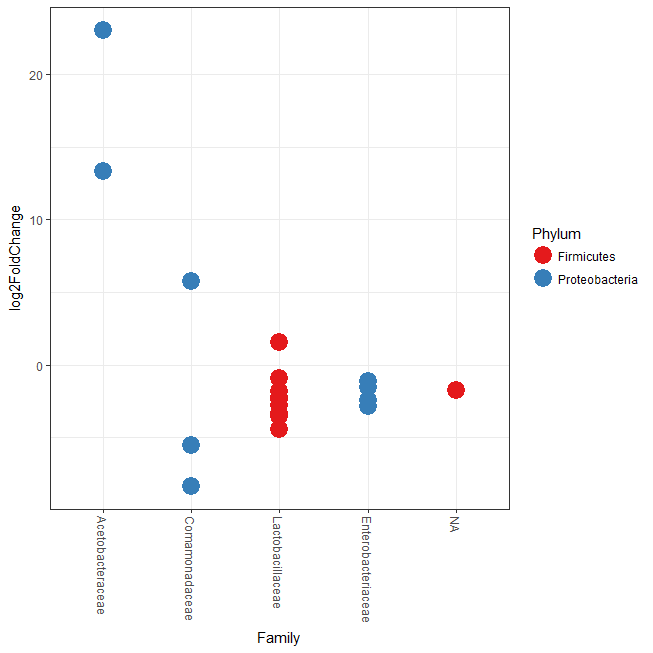 20
10
0
log2FoldChange
Acetobacteraceae
Comamonadaceae
Lactobacillaceae
Enterobacteriaceae
NA
Family
Phylum
Firmicutes
Proteobacteria